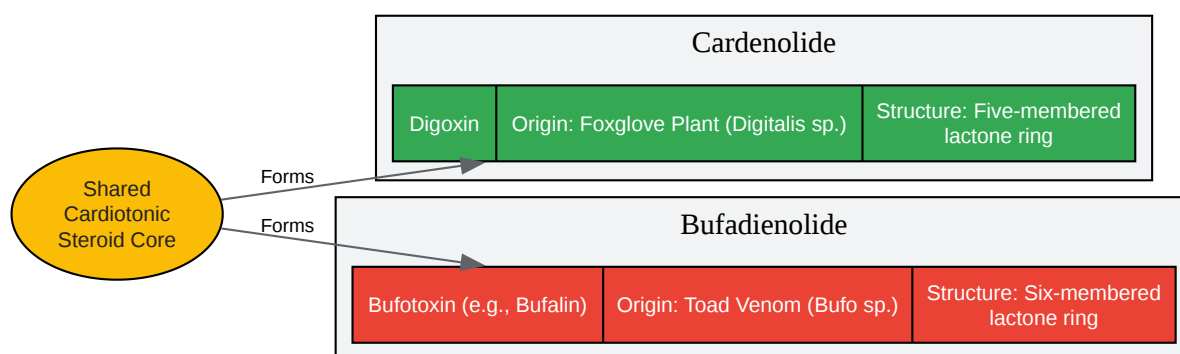 Cardenolide
Digoxin
Origin: Foxglove Plant (Digitalis sp.)
Structure: Five-membered
lactone ring
Shared
Cardiotonic
Steroid Core
Forms
Forms
Bufadienolide
Bufotoxin (e.g., Bufalin)
Origin: Toad Venom (Bufo sp.)
Structure: Six-membered
lactone ring